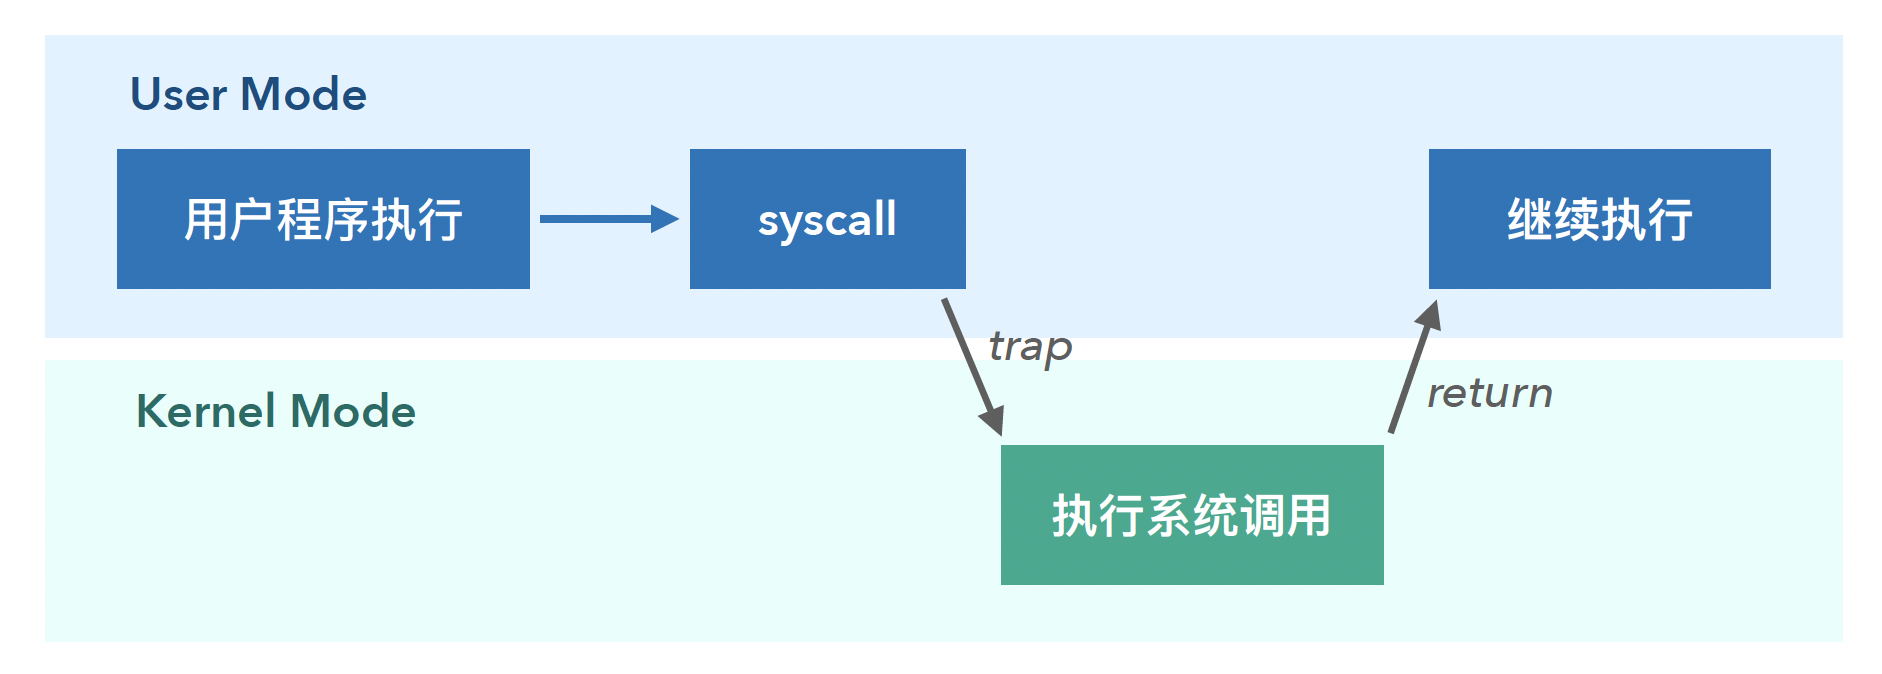 User Mode
用户程序执行
syscall
继续执行
trap
return
Kernel Mode
执行系统调用